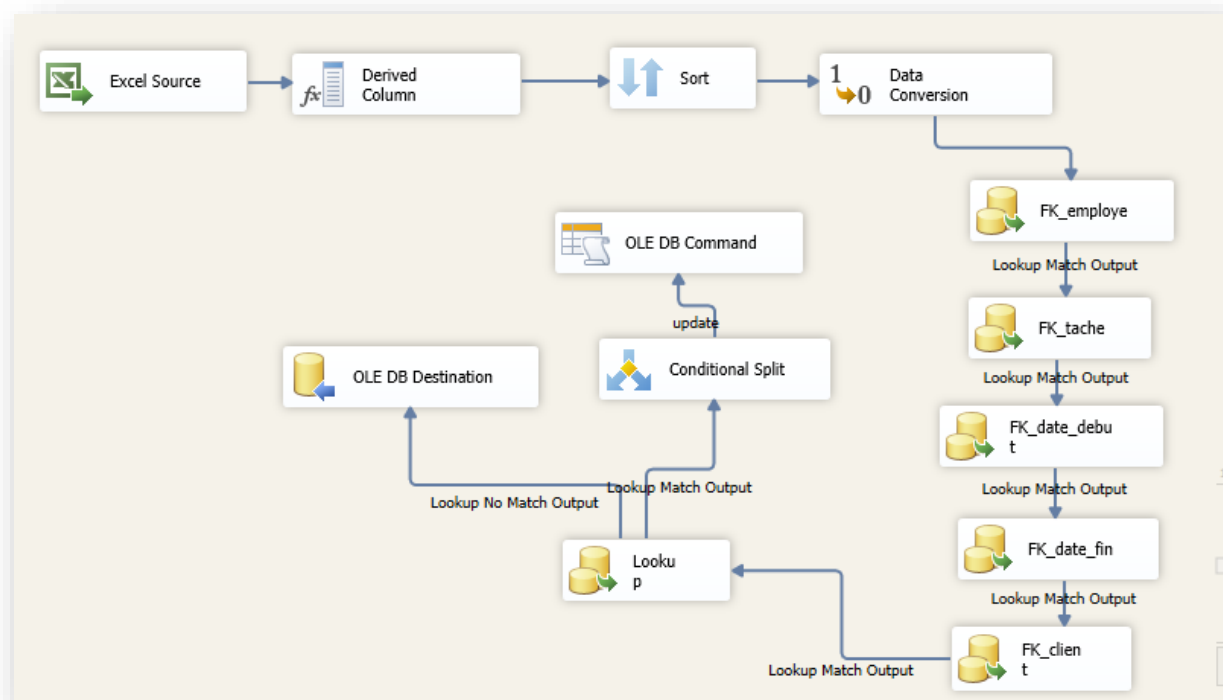 Excel Source
Derived
Column
Sort
1
0
Data
Conversion
fx
FK_employe
Lookup Match Output
OLE DB Command
FK_tache
update
Lookup Match Output
OLE DB Destination
Conditional Split
FK_date_debu
t
Lookup Match Output
Lookup Match Output
Lookup No Match Output
FK_date_fin
Looku
p
Lookup Match Output
FK_clien
t
Lookup Match Output